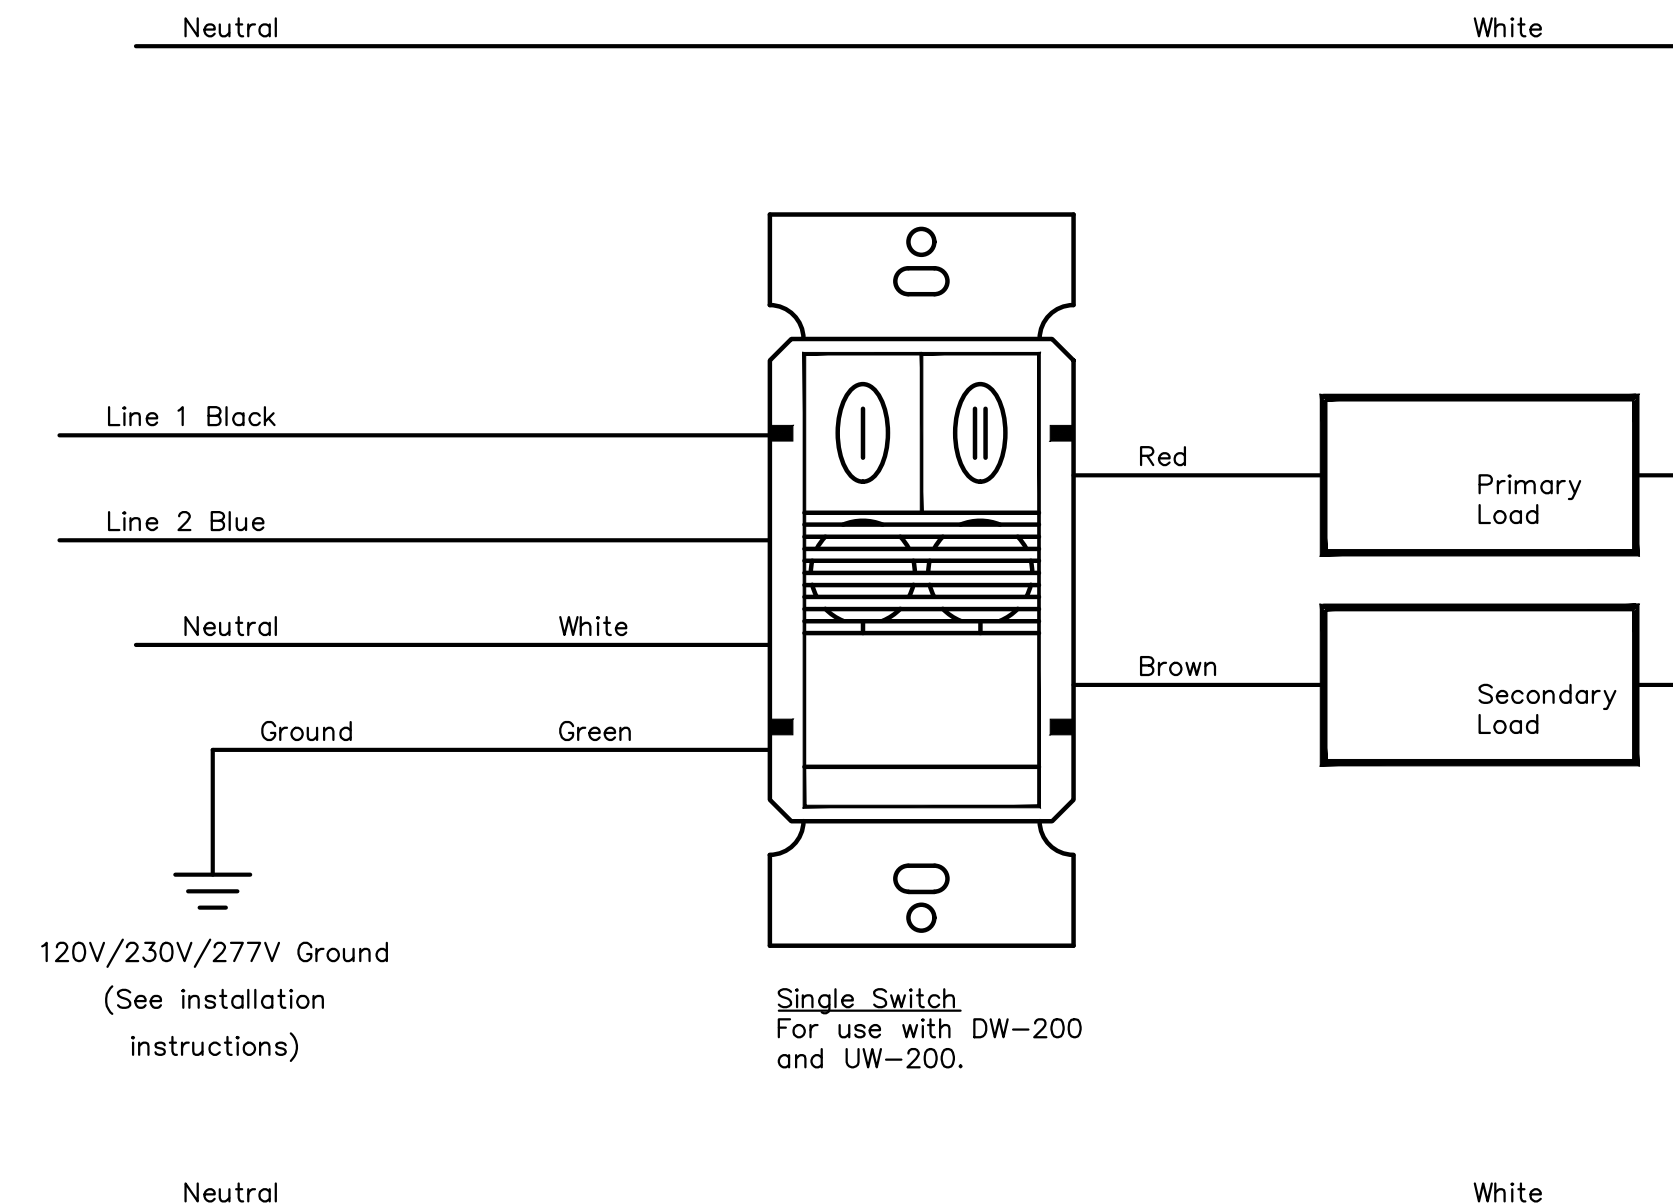 Neutral White
Line 1 Black
Red
Primary
Load
Line 2 Blue
Neutral White
Brown
Secondary
Load
Ground Green
120V/230V/277V Ground
(See installation
instructions)
Single Switch
For use with DW-200
and UW-200.
Neutral White